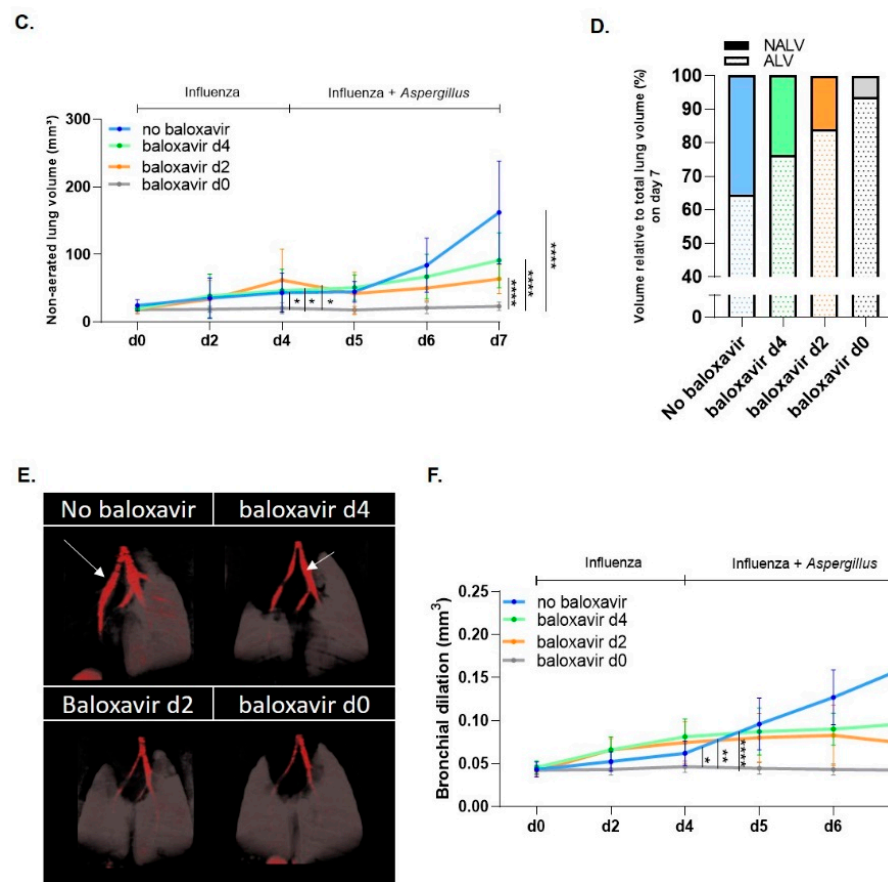 C.
Influenza
Influenza + Aspergillus
300
200
100
0
Non-aerated lung volume (mm³)
no baloxavir
baloxavir d4
baloxavir d2
baloxavir d0
* * *
**** **** ****
d0 d2 d4 d5 d6 d7
D.
NALV
ALV
100
90
80
70
60
50
40
0
Volume relative to total lung volume (%)
on day 7
No baloxavir
baloxavir d4
baloxavir d2
baloxavir d0
E.
No baloxavir
baloxavir d4
Baloxavir d2
baloxavir d0
F.
Influenza
Influenza + Aspergillus
0.25
0.20
0.15
0.10
0.05
0.00
Bronchial dilation (mm³)
no baloxavir
baloxavir d4
baloxavir d2
baloxavir d0
* ** ****
d0 d2 d4 d5 d6